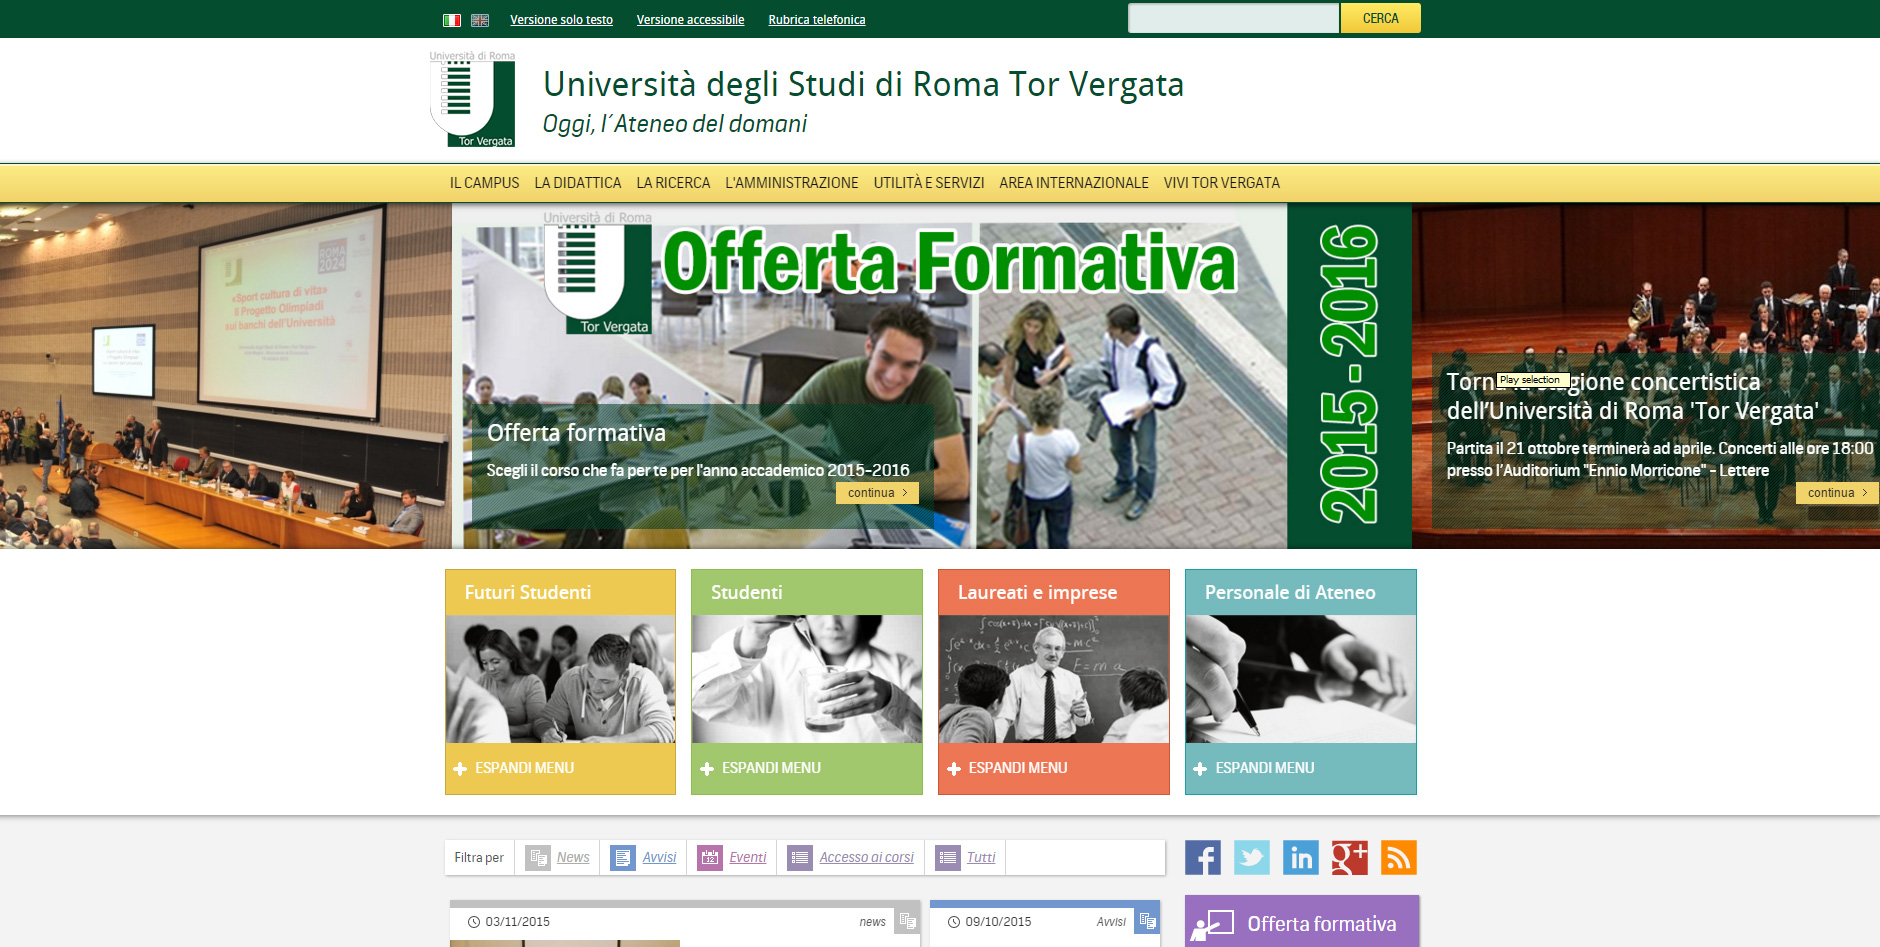 Versione solo testo
Versione accessibile
Rubrica telefonica
CERCA
Università di Roma
Tor Vergata
Università degli Studi di Roma Tor Vergata
Oggi, l´Ateneo del domani
IL CAMPUS
LA DIDATTICA
LA RICERCA
L'AMMINISTRAZIONE
UTILITÀ E SERVIZI
AREA INTERNAZIONALE
VIVI TOR VERGATA
ROMA
2024
«Sport cultura di vita»
Il Progetto Olimpiadi
sui banchi dell'Università
Università di Roma
Tor Vergata
Offerta Formativa
2015-2016
Offerta formativa
Scegli il corso che fa per te per l'anno accademico 2015-2016
continua
Play selection
Torna la stagione concertistica
dell’Università di Roma 'Tor Vergata'
Partita il 21 ottobre terminerà ad aprile. Concerti alle ore 18:00
presso l’Auditorium "Ennio Morricone" - Lettere
continua
Futuri Studenti
ESPANDI MENU
Studenti
ESPANDI MENU
Laureati e imprese
E=m·a
ESPANDI MENU
Personale di Ateneo
ESPANDI MENU
Filtra per
News
Avvisi
12
Eventi
Accesso ai corsi
Tutti
f
in
g+
03/11/2015
news
09/10/2015
Avvisi
Offerta formativa